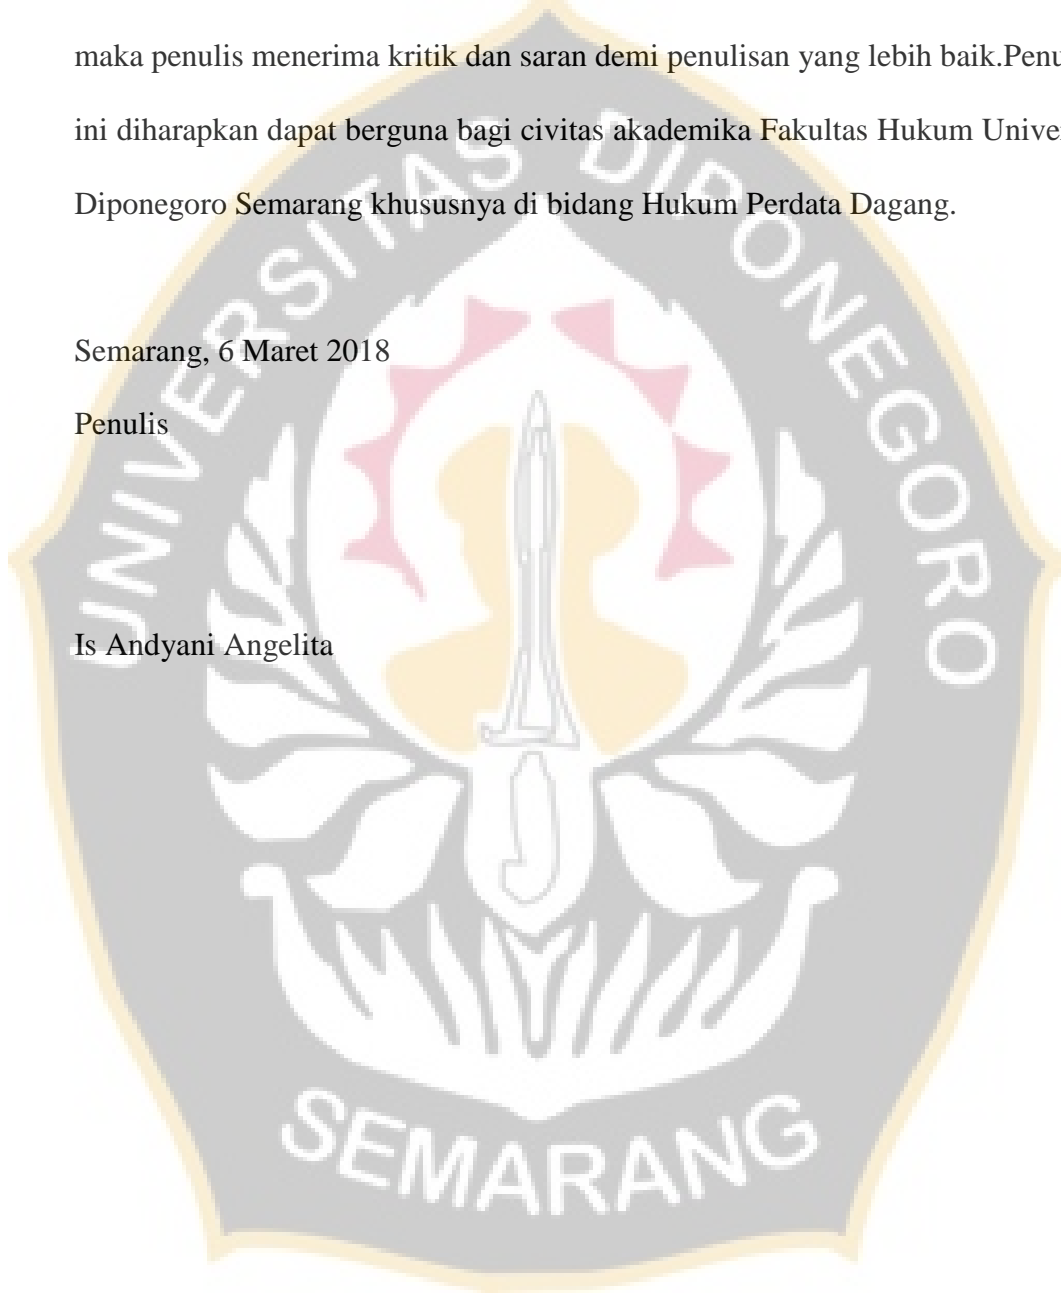 maka penulis menerima kritik dan saran demi penulisan yang lebih baik.Penu
ini diharapkan dapat berguna bagi civitas akademika Fakultas Hukum Unive
Diponegoro Semarang khususnya di bidang Hukum Perdata Dagang.
Semarang, 6 Maret 2018
Penulis
Is Andyani Angelita
UNIVERSITAS DIPONEGORO
SEMARANG